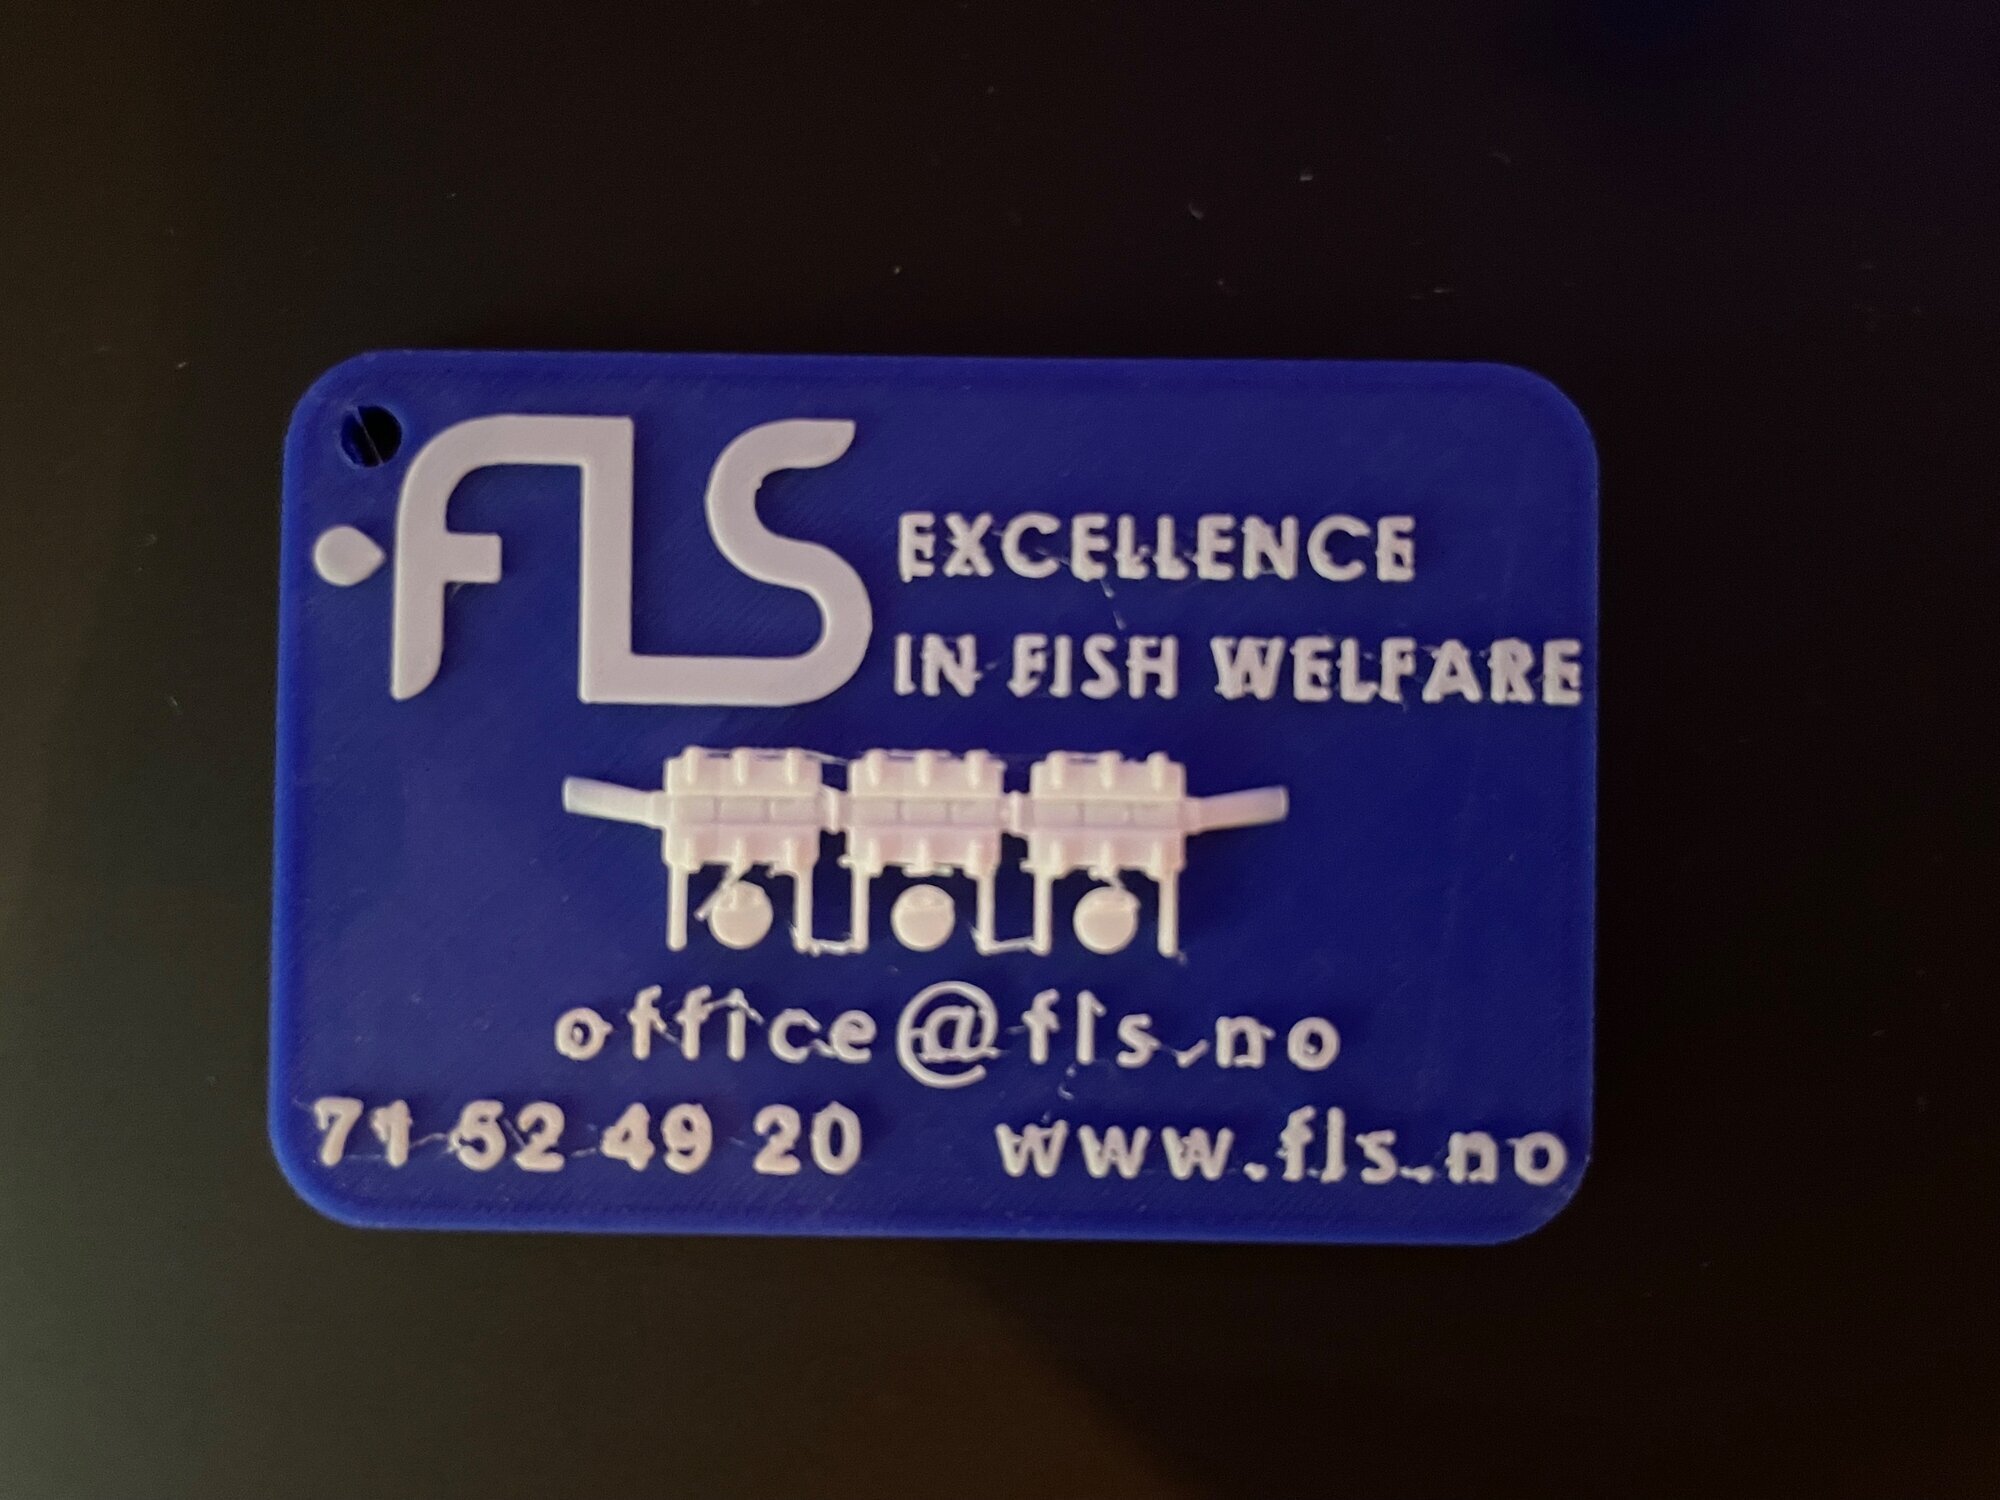 FLS
EXCELLENCE
IN FISH WELFARE
office@fls.no
71 52 49 20 www.fls.no